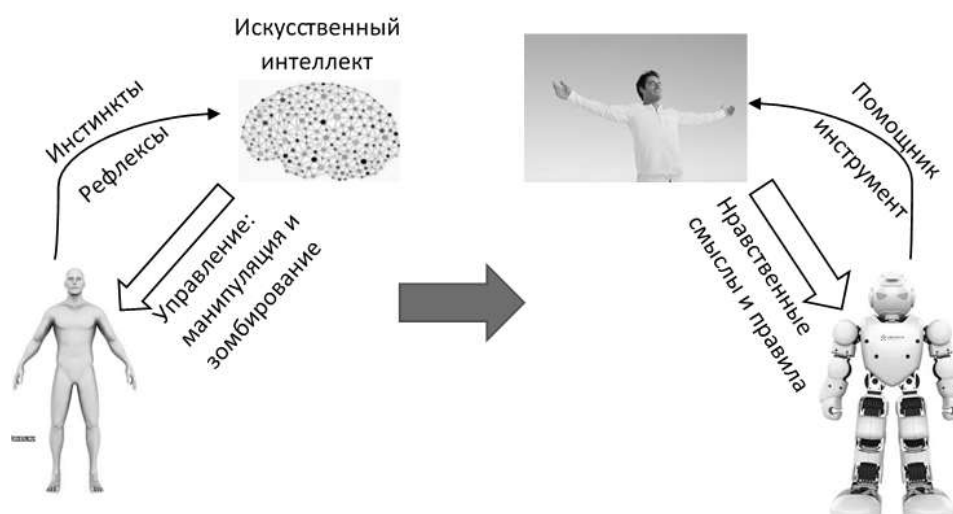 Искусственный
интеллект
Инстинкты
Рефлексы
Управление:
манипуляция и
зомбирование
Помощник
инструмент
Нравственные
смыслы и правила